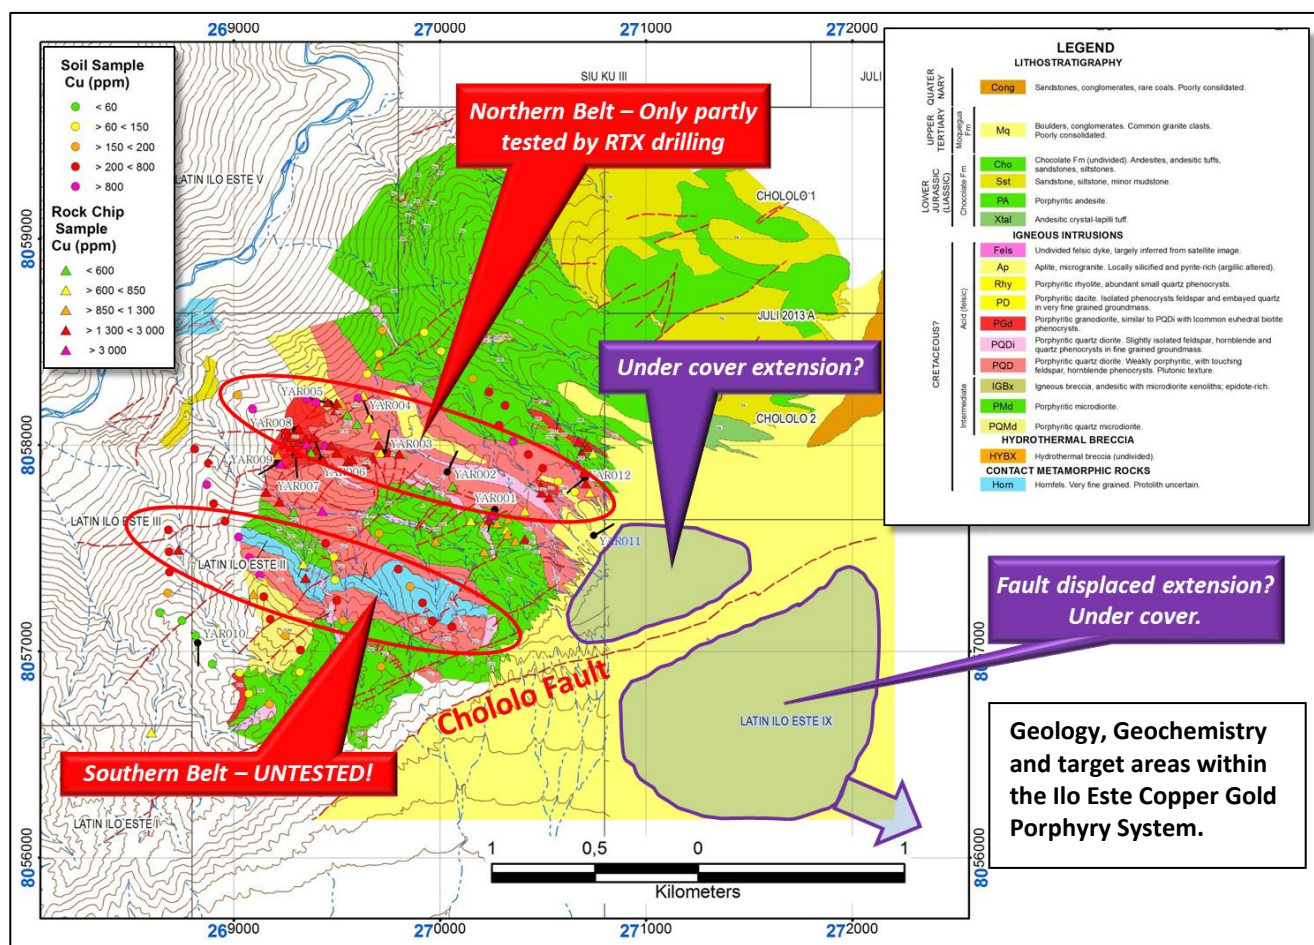 269000
270000
271000
272000
Soil Sample
Cu (ppm)
< 60
> 60 < 150
> 150 < 200
> 200 < 800
> 800
Rock Chip
Sample
Cu (ppm)
< 600
> 600 < 850
> 850 < 1 300
> 1 300 < 3 000
> 3 000
SIU KU III
JULI
Northern Belt – Only partly
tested by RTX drilling
LATIN ILO ESTE V
CHOLOLO 1
8059000
JULI 2013 A
Under cover extension?
CHOLOLO 2
8058000
YAR005
YAR004
YAR008
YAR003
YAR009
YAR006
YAR002
YAR012
YAR007
YAR001
YAR011
LATIN ILO ESTE III
LATIN ILO ESTE II
YAR010
8057000
8057000
Fault displaced extension?
Under cover.
Chololo Fault
LATIN ILO ESTE IX
Southern Belt – UNTESTED!
LATIN ILO ESTE I
8056000
8056000
1
0,5
0
1
Kilometers
269000
270000
271000
272000
LEGEND
LITHOSTRATIGRAPHY
QUATER
NARY
Cong
Sandstones, conglomerates, rare coals. Poorly consildated.
UPPER
TERTIARY
Moquegua
Fm
Mq
Boulders, conglomerates. Common granite clasts.
Poorly consolidated.
LOWER
JURASSIC
(LIASSIC)
Chocolate Fm
Cho
Chocolate Fm (undivided). Andesites, andesitic tuffs,
sandstones, siltstones.
Sst
Sandstone, siltstone, minor mudstone.
PA
Porphyritic andesite.
Xtal
Andesitic crystal-lapilli tuff.
IGNEOUS INTRUSIONS
CRETACEOUS?
Acid (felsic)
Fels
Undivided felsic dyke, largely inferred from satellite image.
Ap
Aplite, microgranite. Locally silicified and pyrite-rich (argillic altered).
Rhy
Porphyritic rhyolite, abundant small quartz phenocrysts.
PD
Porphyritic dacite. Isolated phenocrysts feldspar and embayed quartz
in very fine grained groundmass.
PGd
Porphyritic granodiorite, similar to PQDi with lcommon euhedral biotite
phenocrysts.
PQDi
Porphyritic quartz diorite. Slightly isolated feldspar, hornblende and
quartz phenocrysts in fine grained groundmass.
PQD
Porphyritic quartz diorite. Weakly porphyritic, with touching
feldspar, hornblende phenocrysts. Plutonic texture.
Intermediate
IGBx
Igneous breccia, andesitic with microdiorite xenoliths; epidote-rich.
PMd
Porphyritic microdiorite.
PQMd
Porphyritic quartz microdiorite.
HYDROTHERMAL BRECCIA
HYBX
Hydrothermal breccia (undivided).
CONTACT METAMORPHIC ROCKS
Horn
Hornfels. Very fine grained. Protolith uncertain.
Geology, Geochemistry
and target areas within
the Ilo Este Copper Gold
Porphyry System.